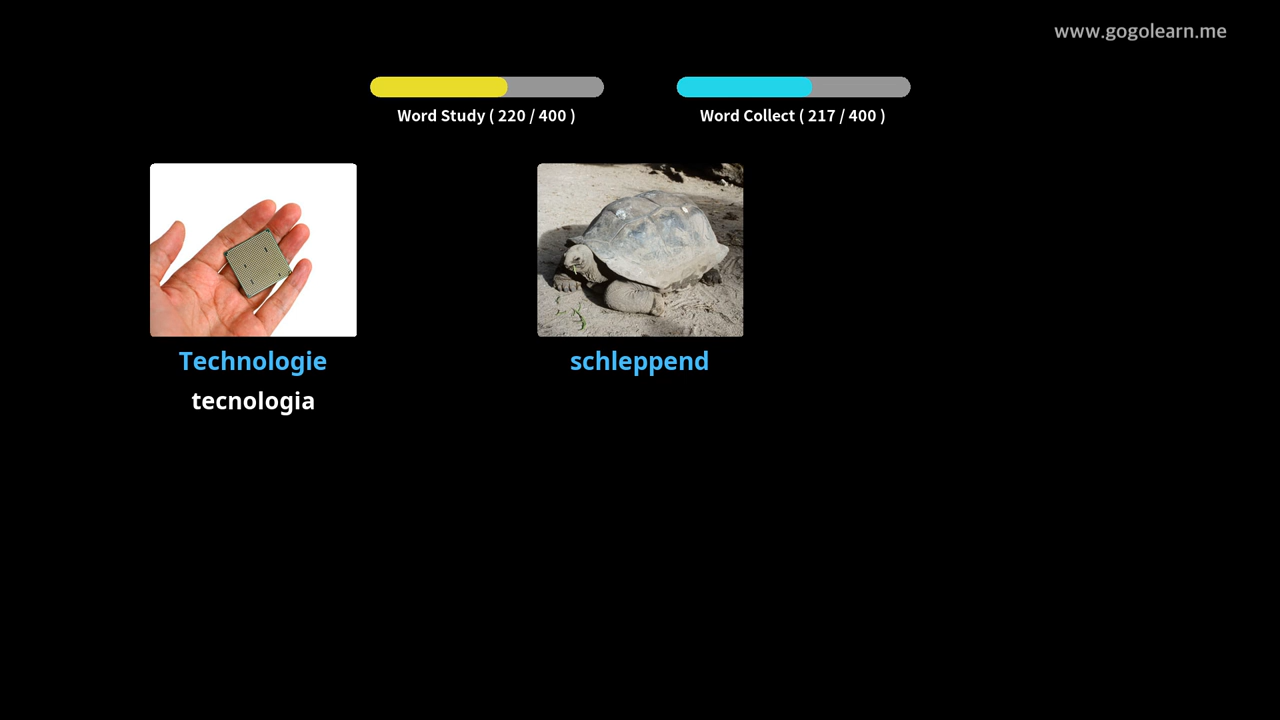 www.gogolearn.me
Word Study ( 220 / 400 )
Word Collect ( 217 / 400 )
Technologie
tecnologia
schleppend